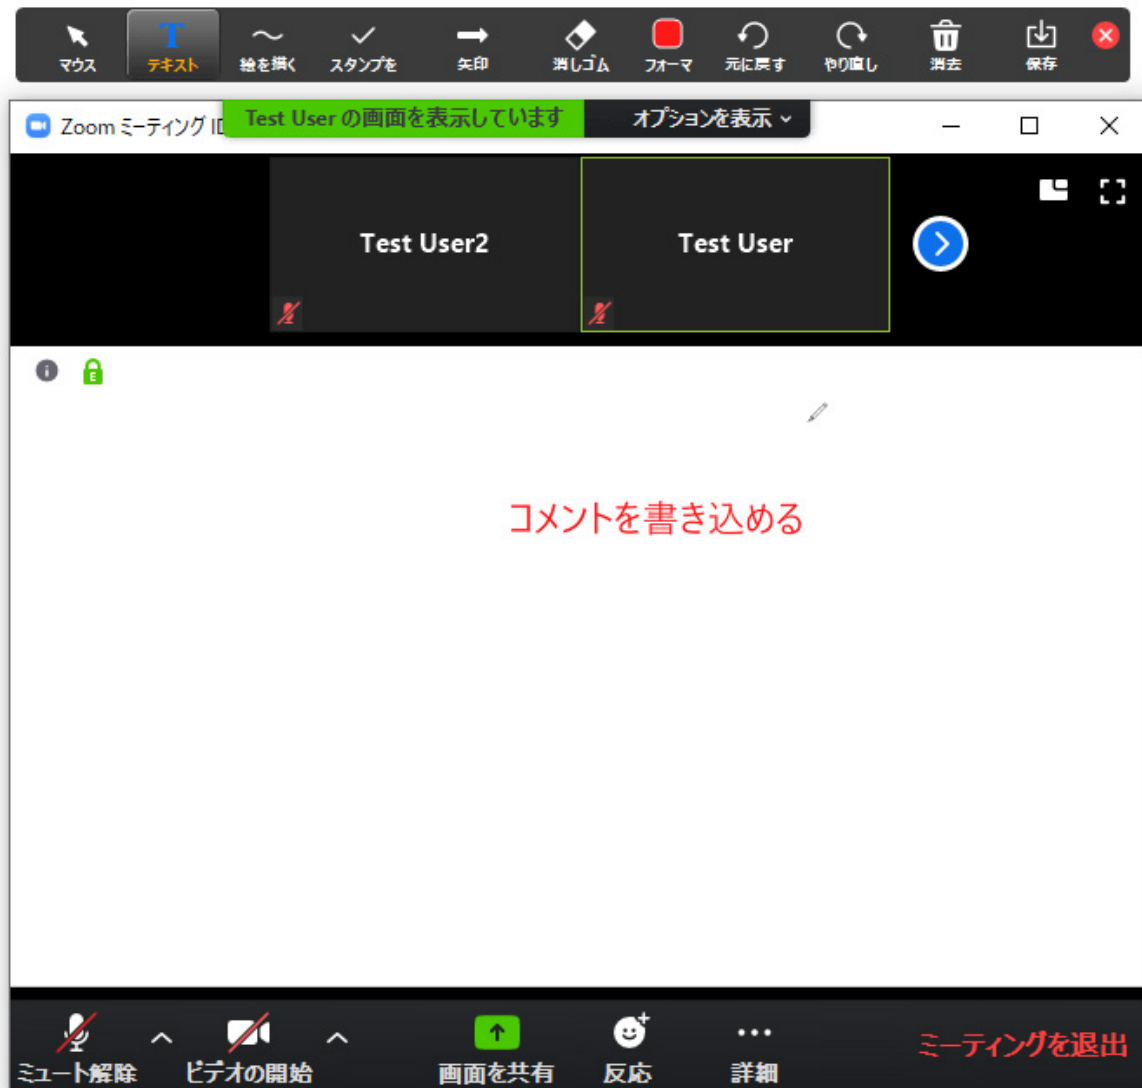 マウス テキスト 絵を描く スタンプを 矢印 消しゴム フォーマ 元に戻す やり直し 消去 保存
Zoom ミーティング ID Test User の画面を表示しています オプションを表示
Test User2 Test User
E
コメントを書き込める
ミュート解除 ビデオの開始 画面を共有 反応 詳細 ミーティングを退出